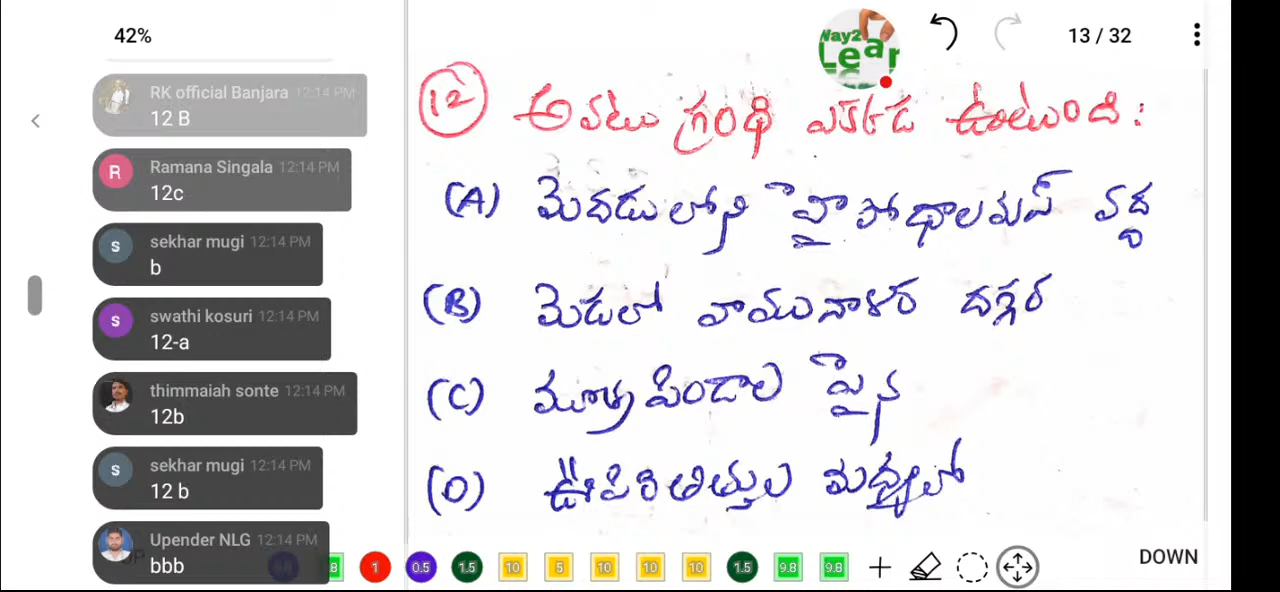 42%
RK official Banjara 12:14 PM
12 B
Ramana Singala 12:14 PM
12c
sekhar mugi 12:14 PM
b
swathi kosuri 12:14 PM
12-a
thimmaiah sonte 12:14 PM
12b
sekhar mugi 12:14 PM
12 b
Upender NLG 12:14 PM
bbb
Way2
Lear
13 / 32
12 అవటు గ్రంథి ఎక్కడ ఉంటుంది:
(A) మెదడులోని హైపోథాలమస్ వద్ద
(B) మెడలో వాయునాళం దగ్గర
(C) మూత్రపిండాల పైన
(D) ఊపిరితిత్తుల మధ్యలో
8 1 0.5 1.5 10 5 10 10 10 1.5 9.8 9.8
DOWN